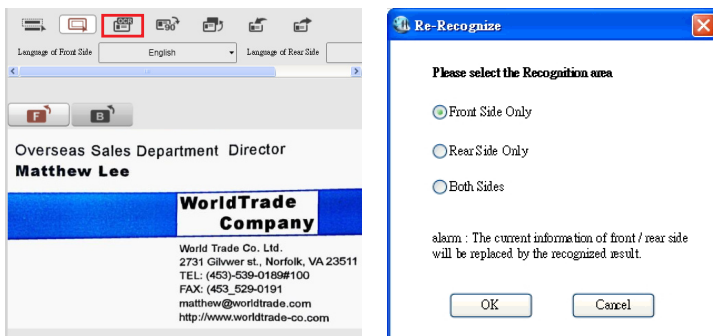 OCR
90°
Language of Front Side
English
Language of Rear Side
F
B
Overseas Sales Department Director
Matthew Lee
WorldTrade
Company
World Trade Co. Ltd.
2731 Gilvwer st., Norfolk, VA 23511
TEL: (453)-539-0189#100
FAX: (453_529-0191
matthew@worldtrade.com
http://www.worldtrade-co.com
Re-Recognize
Please select the Recognition area
Front Side Only
Rear Side Only
Both Sides
alarm : The current information of front / rear side
will be replaced by the recognized result.
OK
Cancel